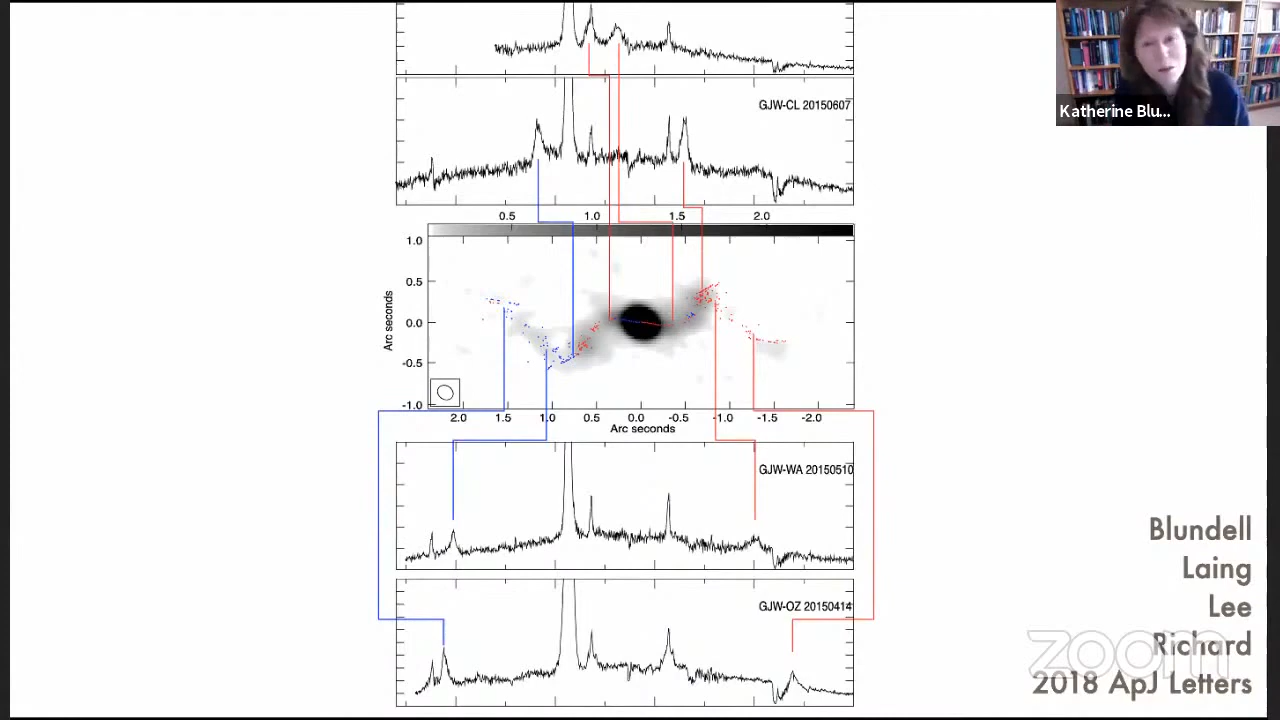 Katherine Blu...
GJW-CL 20150607
0.5 1.0 1.5 2.0
1.0
0.5
0.0
-0.5
-1.0
Arc seconds
2.0 1.5 1.0 0.5 0.0 -0.5 -1.0 -1.5 -2.0
Arc seconds
GJW-WA 20150510
GJW-OZ 20150414
Blundell
Laing
Lee
Richard
2018 ApJ Letters
zoom